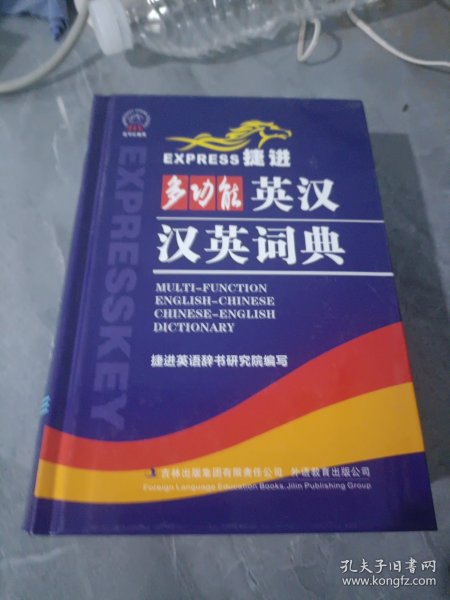 EXPRESS 捷进
多功能 英汉
汉英词典
MULTI-FUNCTION
ENGLISH-CHINESE
CHINESE-ENGLISH
DICTIONARY
捷进英语辞书研究院编写
EXPRESSKEY
吉林出版集团有限责任公司 外语教育出版公司
Foreign Language Education Books, Jilin Publishing Group
孔夫子旧书网
www.kongfz.com